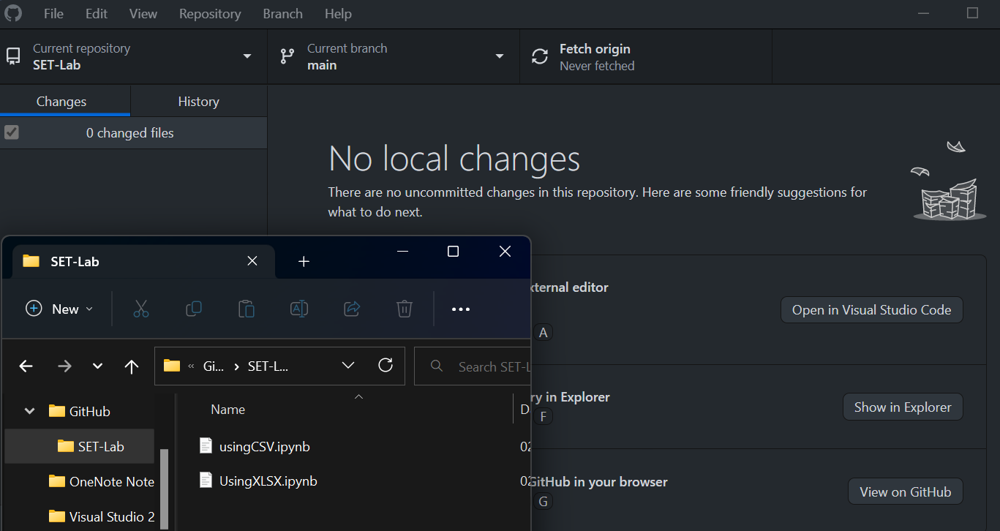 File Edit View Repository Branch Help
Current repository
SET-Lab
Current branch
main
Fetch origin
Never fetched
Changes
History
0 changed files
No local changes
There are no uncommitted changes in this repository. Here are some friendly suggestions for
what to do next.
SET-Lab
New
Gi... › SET-L...
Search SET-L
GitHub
SET-Lab
OneNote Note
Visual Studio 2
Name
D
usingCSV.ipynb
02
UsingXLSX.ipynb
02
xternal editor
A
Open in Visual Studio Code
ry in Explorer
F
Show in Explorer
GitHub in your browser
G
View on GitHub